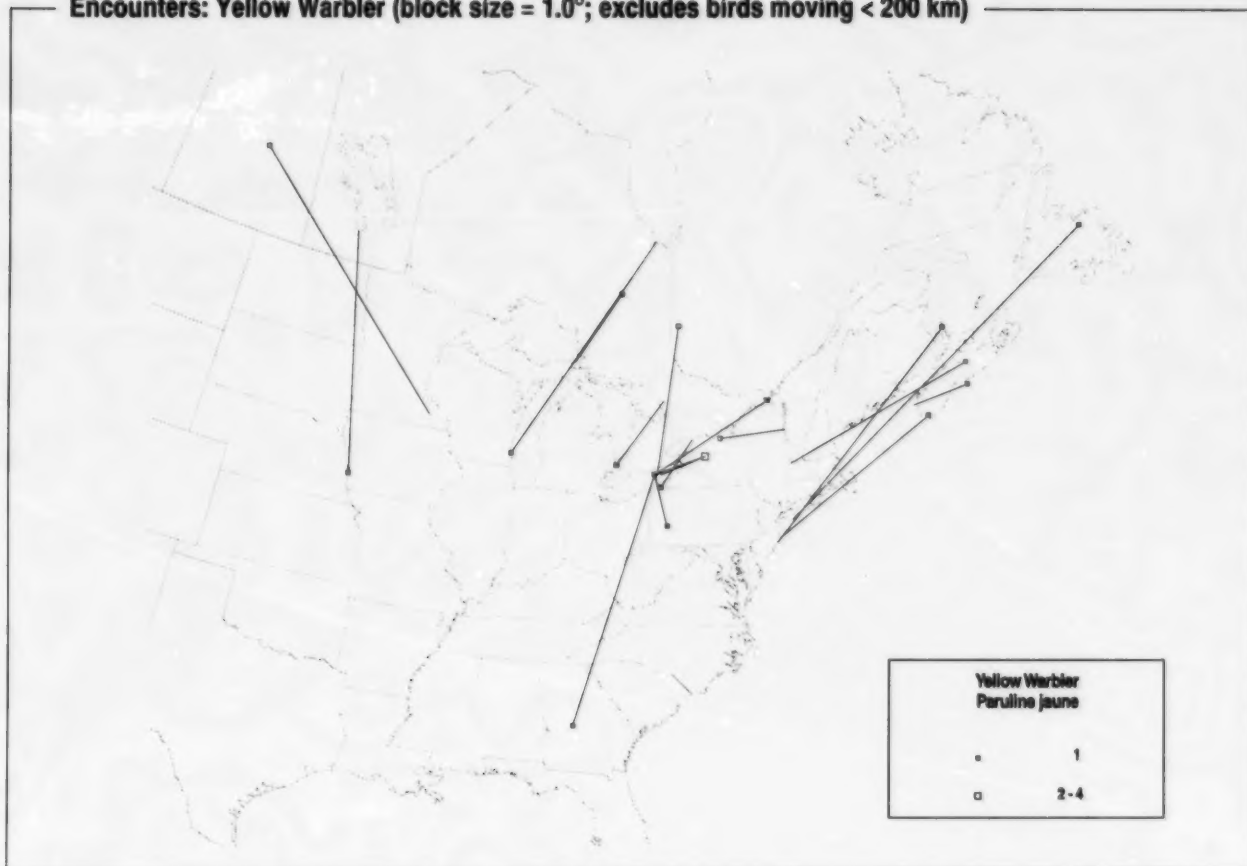 Encounters: Yellow Warbler (block size = 1.0°; excludes birds moving < 200 km)
Yellow Warbler
Paruline jaune
1
2-4